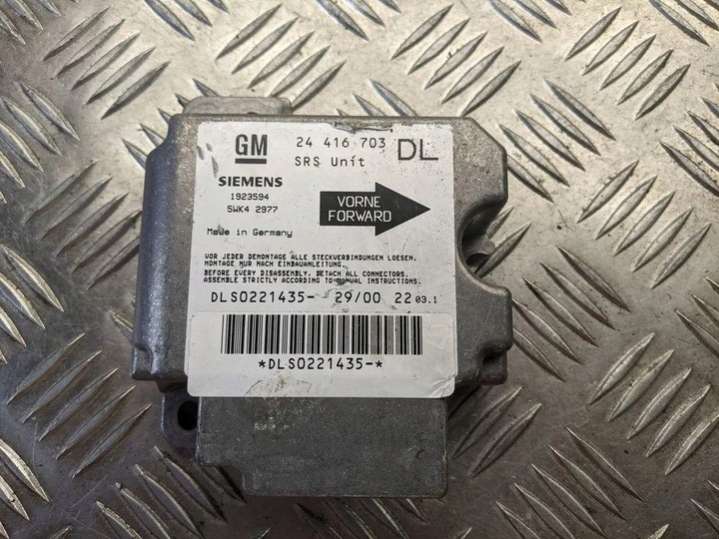 GM 24 416 703 DL
SRS Unit
SIEMENS
1923594
5WK4 2977
VORNE
FORWARD
Made in Germany
VOR JEDER DEMONTAGE ALLE STECKVERBINDUNGEN LOESEN.
MONTAGE NUR NACH EINBAUANLEITUNG.
BEFORE EVERY DISASSEMBLY, DETACH ALL CONNECTORS.
ASSEMBLE STRICTLY ACCORDING TO MANUAL INSTRUCTIONS.
DLS0221435- 29/00 22 03.1
*DLS0221435-*